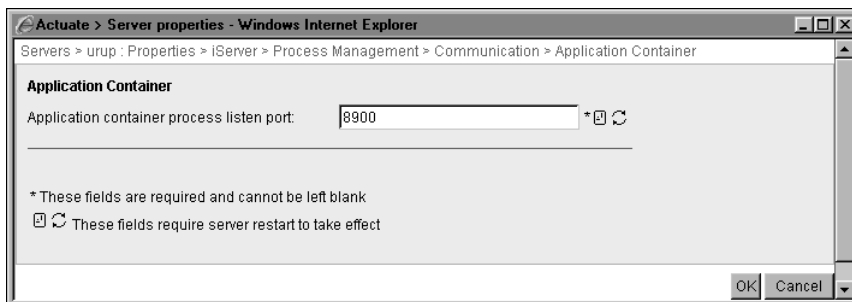 Actuate > Server properties - Windows Internet Explorer
Servers > urup : Properties > iServer > Process Management > Communication > Application Container
Application Container
Application container process listen port: 8900 *
* These fields are required and cannot be left blank
These fields require server restart to take effect
OK Cancel